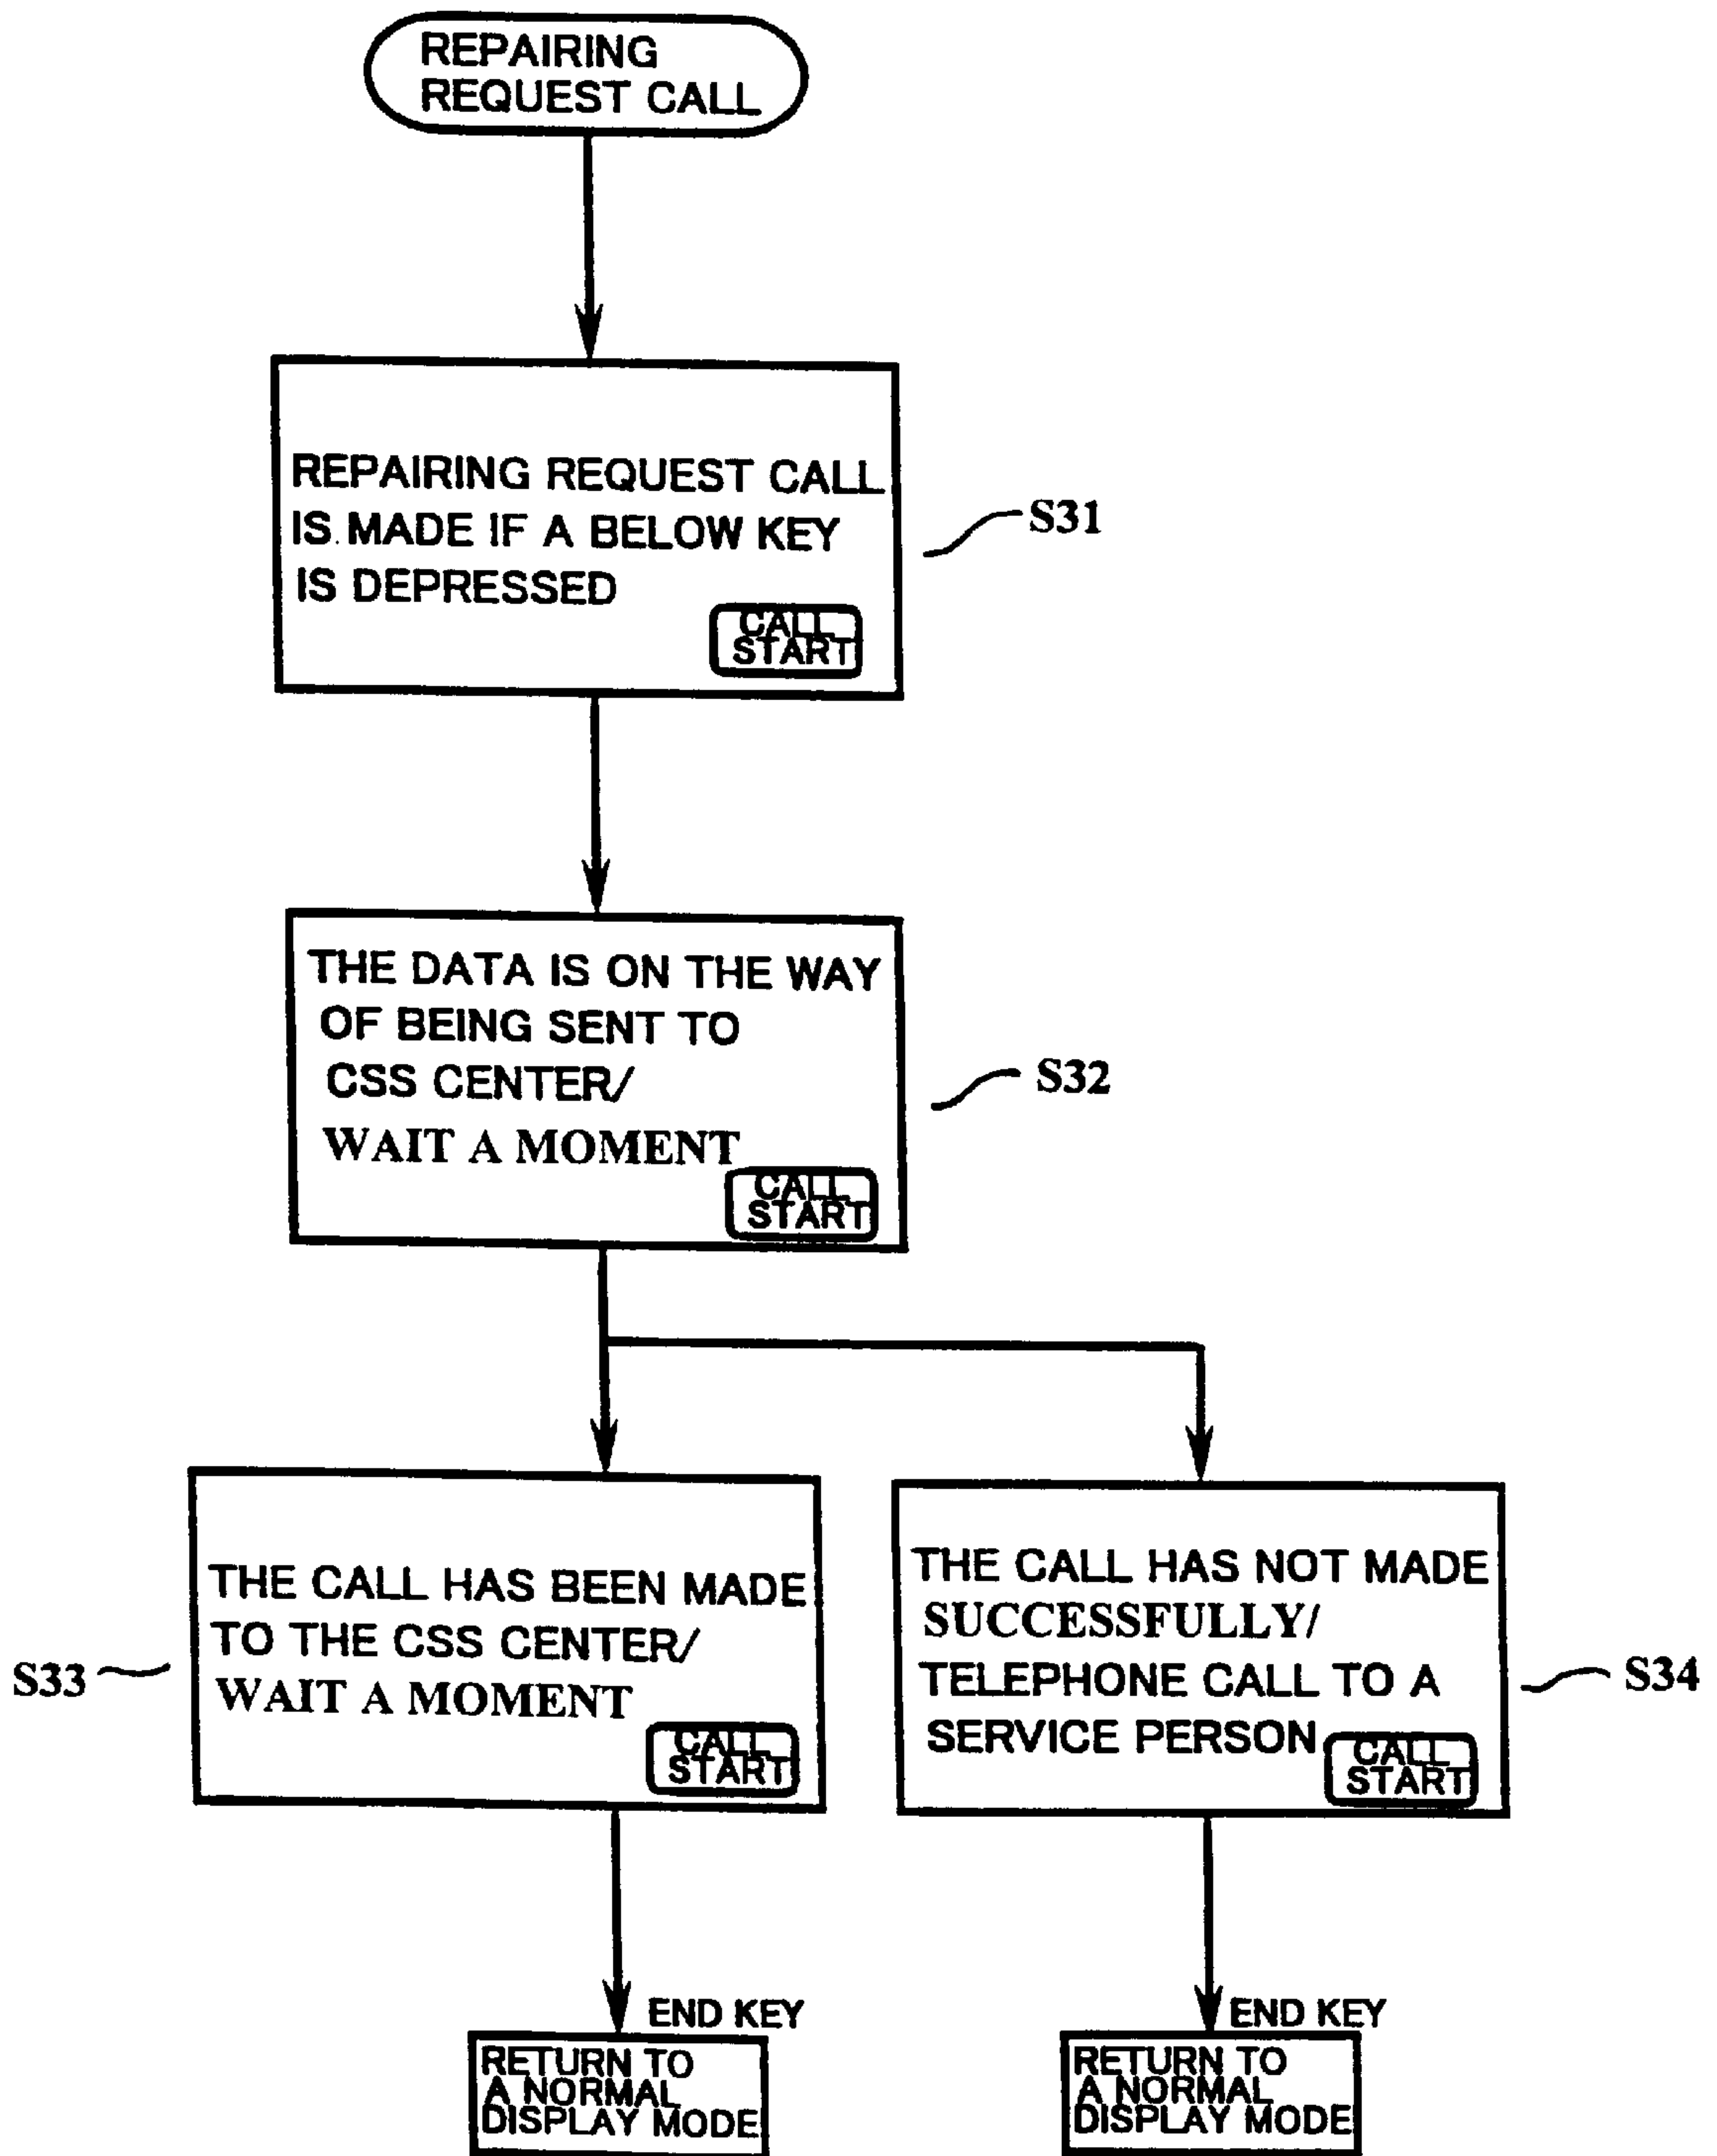 REPAIRING
REQUEST CALL
REPAIRING REQUEST CALL
IS. MADE IF A BELOW KEY
IS DEPRESSED
CALL
START
S31
THE DATA IS ON THE WAY
OF BEING SENT TO
CSS CENTER/
WAIT A MOMENT
CALL
START
S32
THE CALL HAS BEEN MADE
TO THE CSS CENTER/
WAIT A MOMENT
CALL
START
S33
THE CALL HAS NOT MADE
SUCCESSFULLY/
TELEPHONE CALL TO A
SERVICE PERSON
CALL
START
S34
END KEY
RETURN TO
A NORMAL
DISPLAY MODE
END KEY
RETURN TO
A NORMAL
DISPLAY MODE